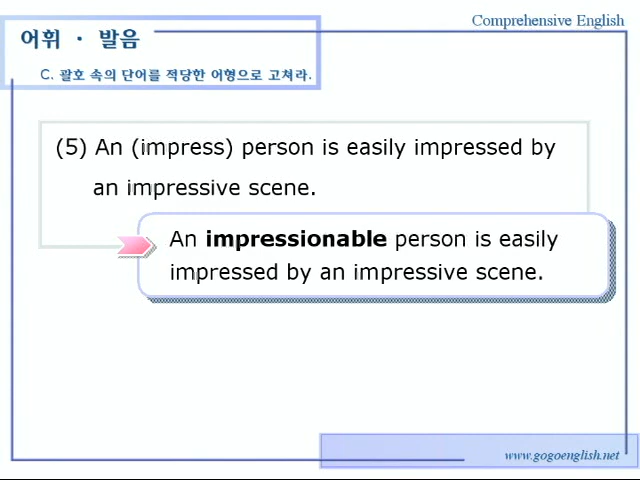 Comprehensive English
어휘 · 발음
C. 괄호 속의 단어를 적당한 어형으로 고쳐라.
(5) An (impress) person is easily impressed by
an impressive scene.
An impressionable person is easily
impressed by an impressive scene.
www.gogoenglish.net